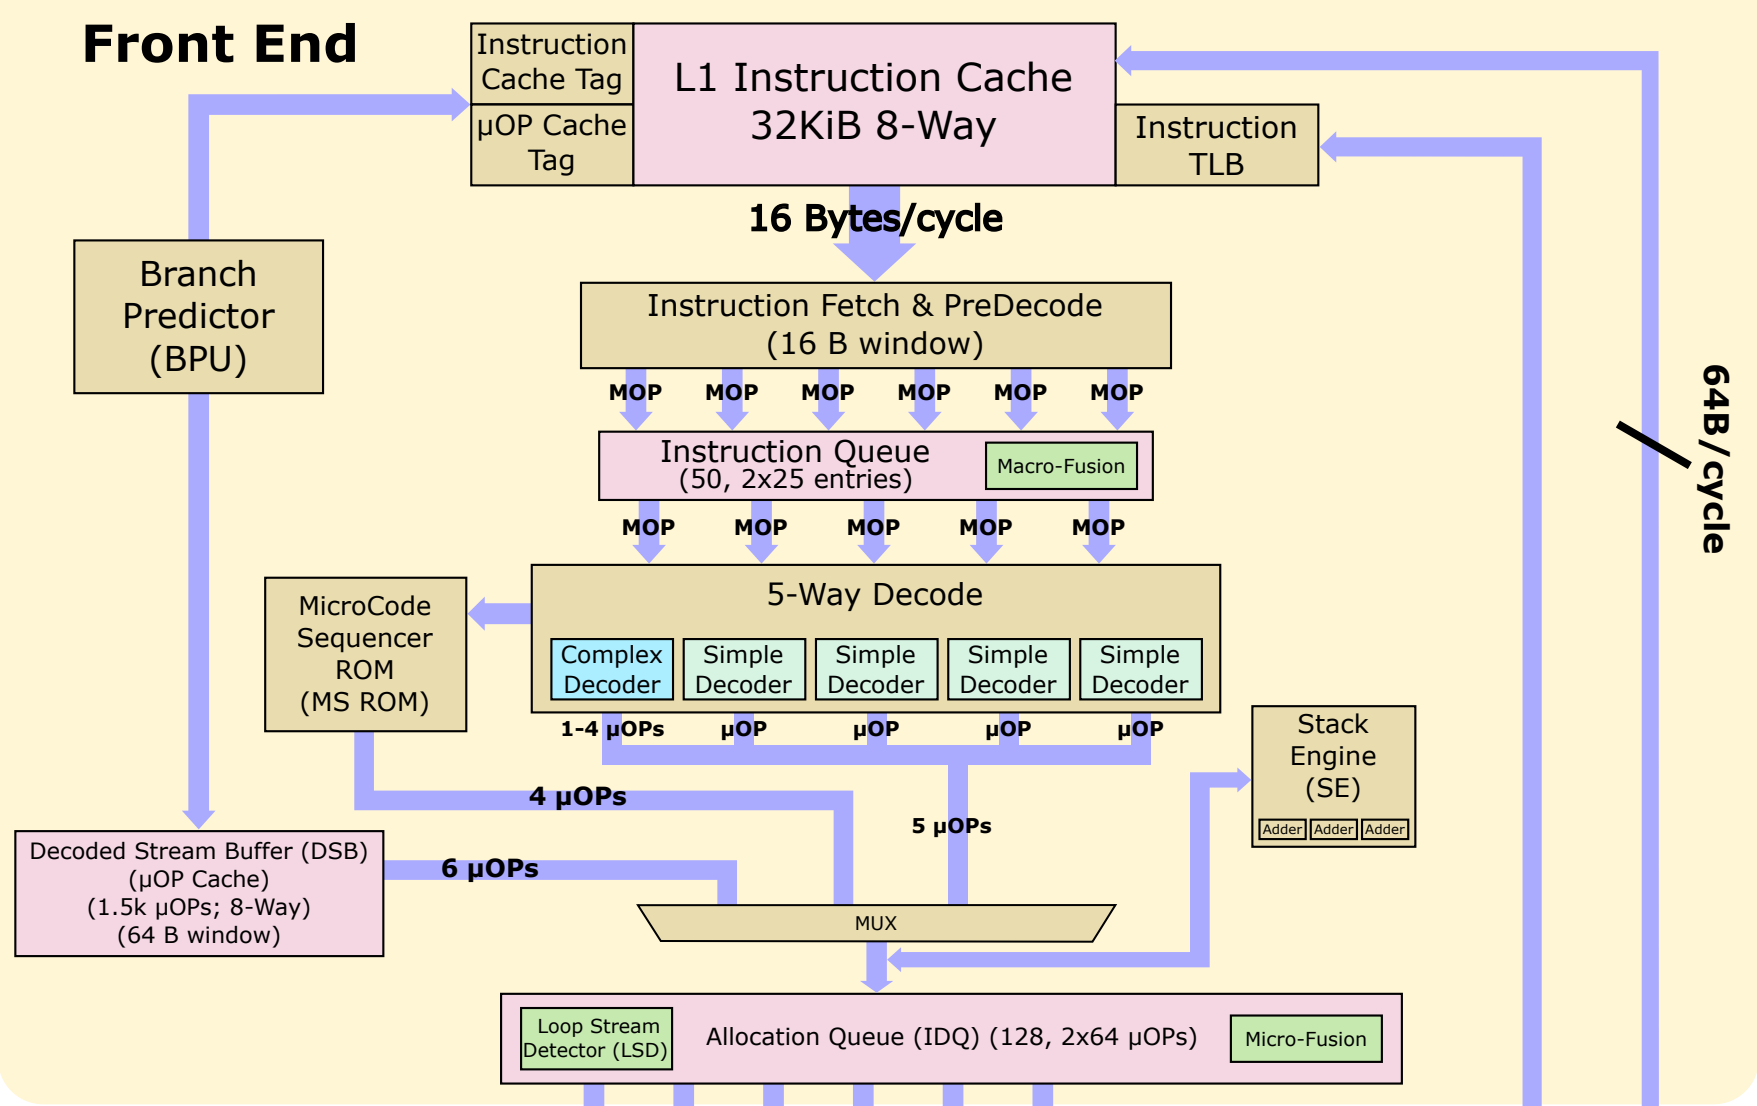 Front End
Instruction
Cache Tag
µOP Cache
Tag
L1 Instruction Cache
32KiB 8-Way
Instruction
TLB
16 Bytes/cycle
Branch
Predictor
(BPU)
Instruction Fetch & PreDecode
(16 B window)
MOP MOP MOP MOP MOP MOP
Instruction Queue
(50, 2x25 entries)
Macro-Fusion
64B/cycle
MOP MOP MOP MOP MOP
5-Way Decode
MicroCode
Sequencer
ROM
(MS ROM)
Complex
Decoder
Simple
Decoder
Simple
Decoder
Simple
Decoder
Simple
Decoder
1-4 µOPs µOP µOP µOP µOP
Stack
Engine
(SE)
Adder Adder Adder
4 µOPs
5 µOPs
Decoded Stream Buffer (DSB)
(µOP Cache)
(1.5k µOPs; 8-Way)
(64 B window)
6 µOPs
MUX
Loop Stream
Detector (LSD)
Allocation Queue (IDQ) (128, 2x64 µOPs)
Micro-Fusion